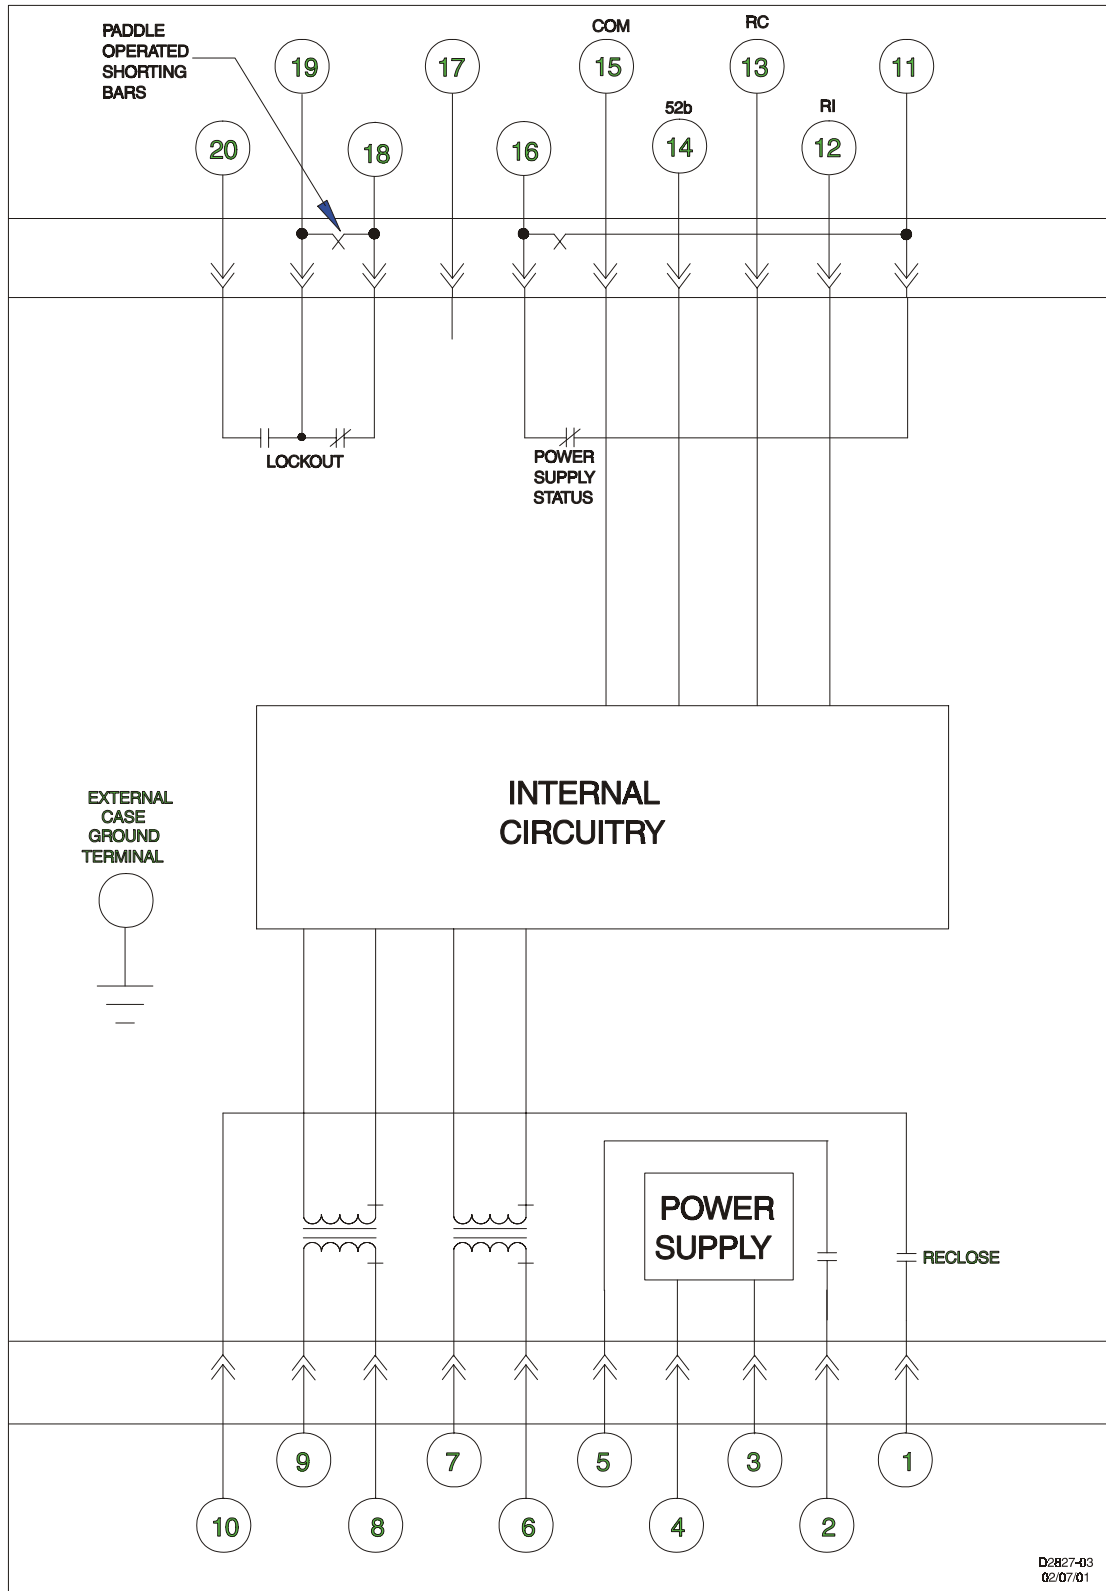 PADDLE
OPERATED
SHORTING
BARS
COM
RC
19
17
15
13
11
52b
RI
20
18
16
14
12
LOCKOUT
POWER
SUPPLY
STATUS
INTERNAL
CIRCUITRY
EXTERNAL
CASE
GROUND
TERMINAL
POWER
SUPPLY
RECLOSE
9
7
5
3
1
10
8
6
4
2
D2827-03
02/07/01